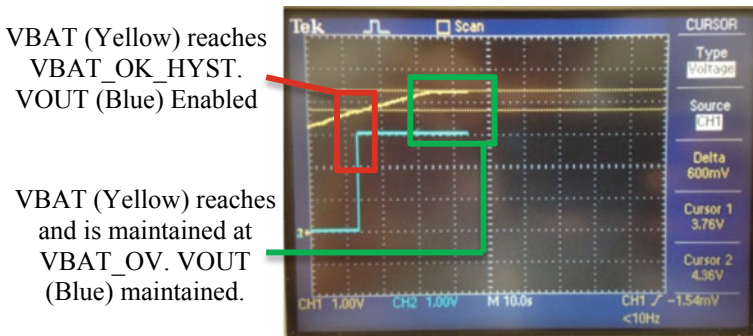 VBAT (Yellow) reaches
VBAT_OK_HYST.
VOUT (Blue) Enabled
VBAT (Yellow) reaches
and is maintained at
VBAT_OV. VOUT
(Blue) maintained.
Tek
Scan
CURSOR
Type
Voltage
Source
CH1
Delta
600mV
Cursor 1
3.76V
Cursor 2
4.36V
2
CH1 1.00V CH2 1.00V M 10.0s CH1 -1.54mV
<10Hz